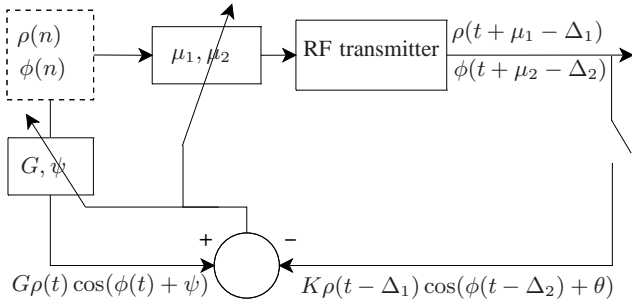 ρ(n)
ϕ(n)
μ₁, μ₂
RF transmitter
ρ(t + μ₁ − Δ₁)
ϕ(t + μ₂ − Δ₂)
G, ψ
+
−
Gρ(t) cos(ϕ(t) + ψ)
Kρ(t − Δ₁) cos(ϕ(t − Δ₂) + θ)